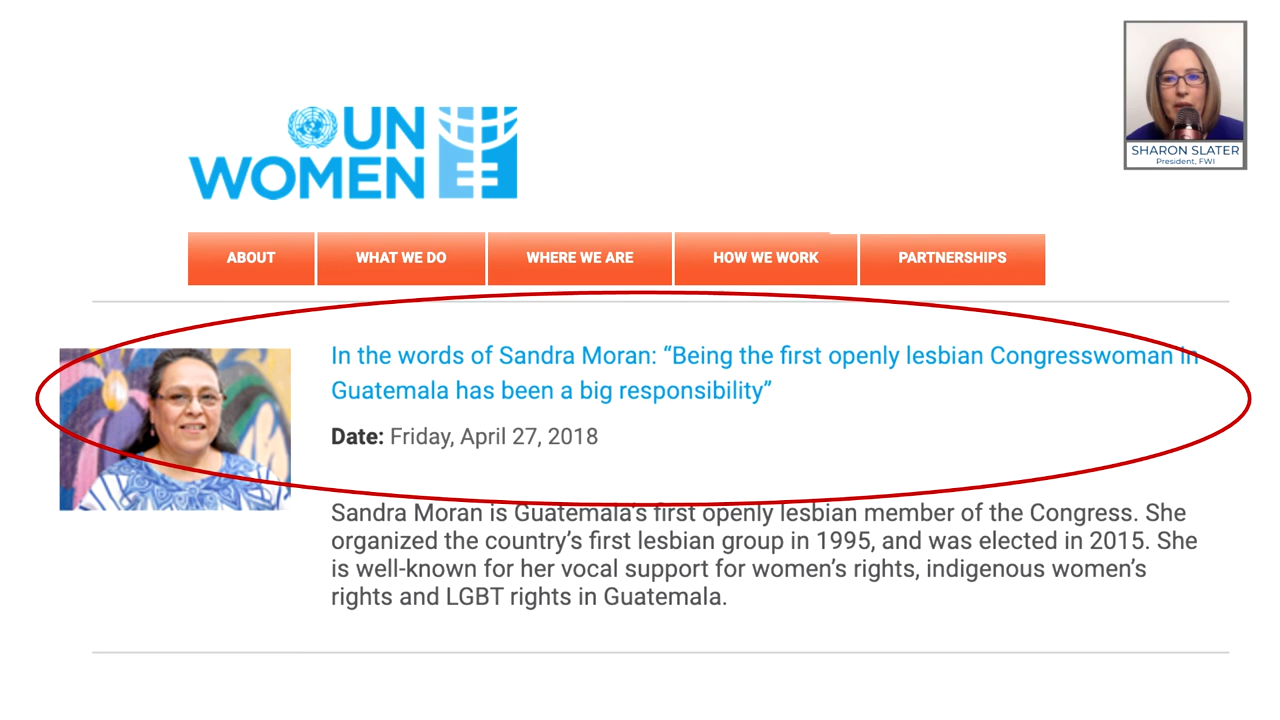 SHARON SLATER
President, FWI
UN
WOMEN
ABOUT
WHAT WE DO
WHERE WE ARE
HOW WE WORK
PARTNERSHIPS
In the words of Sandra Moran: “Being the first openly lesbian Congresswoman in
Guatemala has been a big responsibility”
Date: Friday, April 27, 2018
Sandra Moran is Guatemala’s first openly lesbian member of the Congress. She
organized the country’s first lesbian group in 1995, and was elected in 2015. She
is well-known for her vocal support for women’s rights, indigenous women’s
rights and LGBT rights in Guatemala.